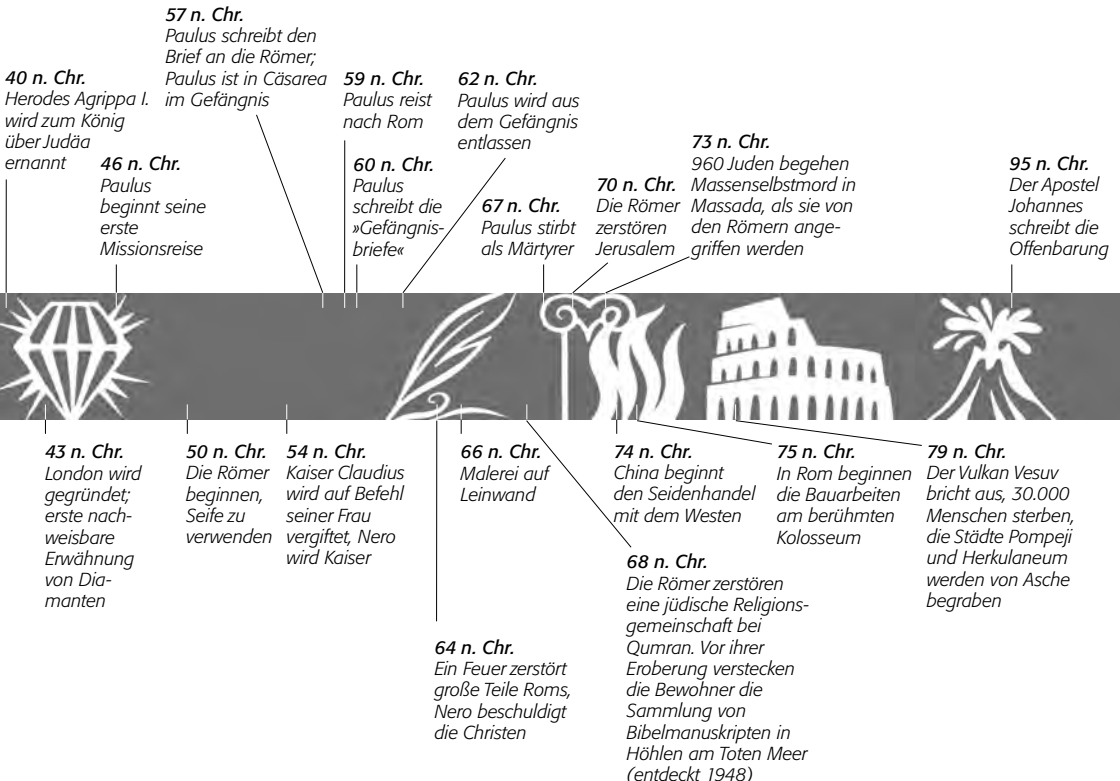 57 n. Chr.
Paulus schreibt den
Brief an die Römer;
Paulus ist in Cäsarea
im Gefängnis
40 n. Chr.
Herodes Agrippa I.
wird zum König
über Judäa
ernannt
46 n. Chr.
Paulus
beginnt seine
erste
Missionsreise
59 n. Chr.
Paulus reist
nach Rom
60 n. Chr.
Paulus
schreibt die
»Gefängnis-
briefe«
62 n. Chr.
Paulus wird aus
dem Gefängnis
entlassen
67 n. Chr.
Paulus stirbt
als Märtyrer
70 n. Chr.
Die Römer
zerstören
Jerusalem
73 n. Chr.
960 Juden begehen
Massenselbstmord in
Massada, als sie von
den Römern ange-
griffen werden
95 n. Chr.
Der Apostel
Johannes
schreibt die
Offenbarung
43 n. Chr.
London wird
gegründet;
erste nach-
weisbare
Erwähnung
von Dia-
manten
50 n. Chr.
Die Römer
beginnen,
Seife zu
verwenden
54 n. Chr.
Kaiser Claudius
wird auf Befehl
seiner Frau
vergiftet, Nero
wird Kaiser
64 n. Chr.
Ein Feuer zerstört
große Teile Roms,
Nero beschuldigt
die Christen
66 n. Chr.
Malerei auf
Leinwand
68 n. Chr.
Die Römer zerstören
eine jüdische Religions-
gemeinschaft bei
Qumran. Vor ihrer
Eroberung verstecken
die Bewohner die
Sammlung von
Bibelmanuskripten in
Höhlen am Toten Meer
(entdeckt 1948)
74 n. Chr.
China beginnt
den Seidenhandel
mit dem Westen
75 n. Chr.
In Rom beginnen
die Bauarbeiten
am berühmten
Kolosseum
79 n. Chr.
Der Vulkan Vesuv
bricht aus, 30.000
Menschen sterben,
die Städte Pompeji
und Herkulaneum
werden von Asche
begraben